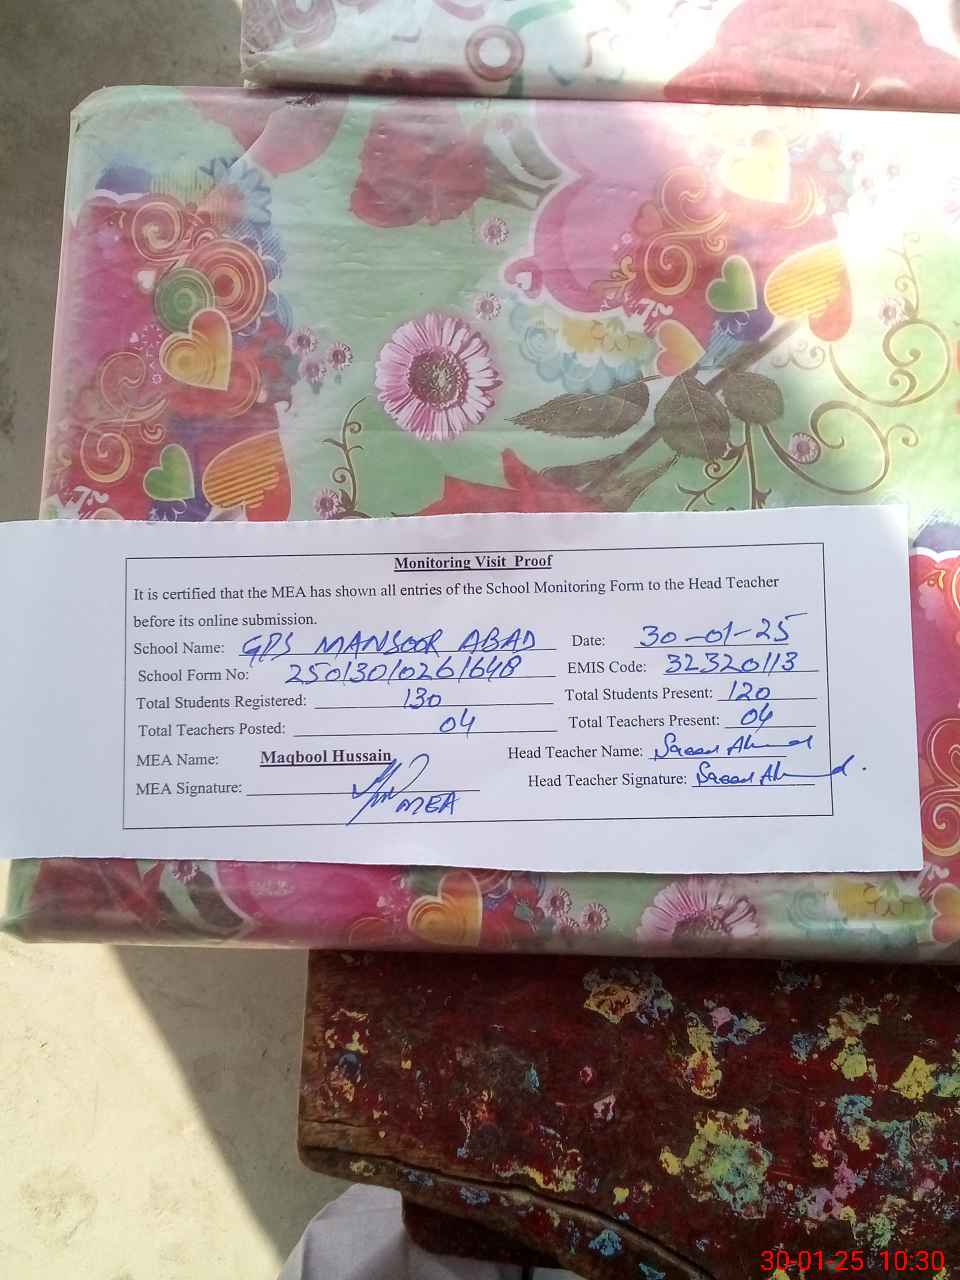 Monitoring Visit Proof
It is certified that the MEA has shown all entries of the School Monitoring Form to the Head Teacher
before its online submission.
School Name: GPS MANSOOR ABAD Date: 30-01-25
School Form No: 250130/0261648 EMIS Code: 32320113
Total Students Registered: 130 Total Students Present: 120
Total Teachers Posted: 04 Total Teachers Present: 04
MEA Name: Maqbool Hussain Head Teacher Name: Saeed Ahmad
MEA Signature: MEA Head Teacher Signature: Saeed Ahmad.
30-01-25 10:30